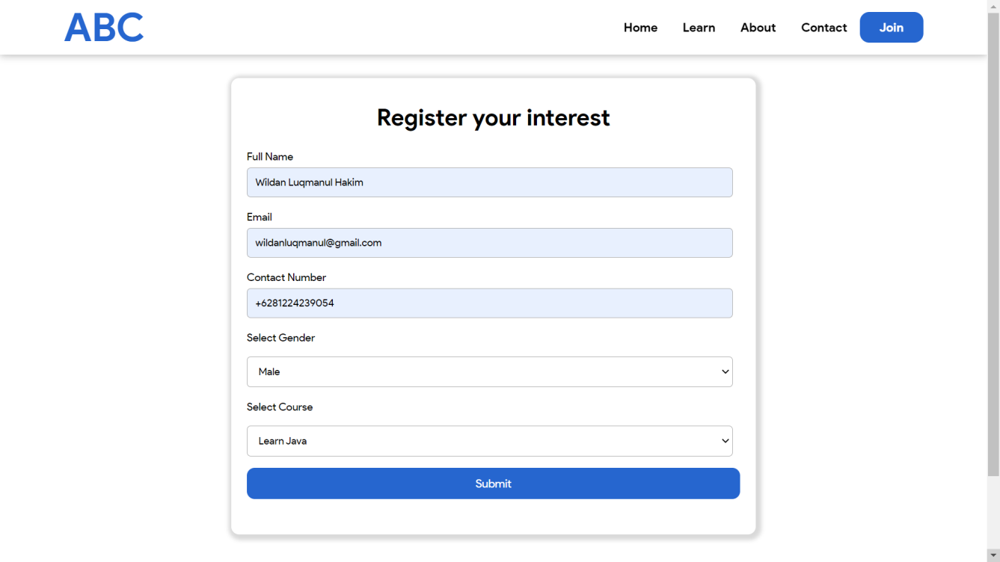 ABC
Home Learn About Contact Join
Register your interest
Full Name
Wildan Luqmanul Hakim
Email
wildanluqmanul@gmail.com
Contact Number
+6281224239054
Select Gender
Male
Select Course
Learn Java
Submit